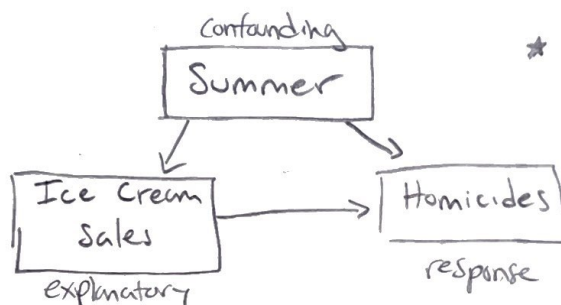 confounding
Summer
Ice Cream
Sales
explanatory
Homicides
response